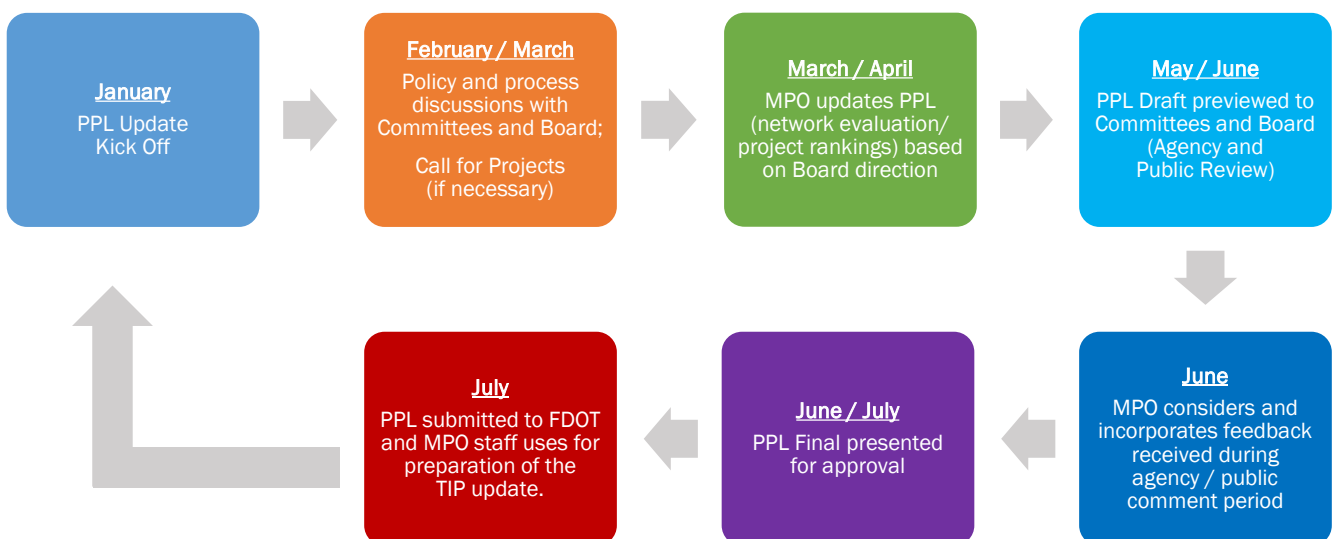 January
PPL Update
Kick Off
February / March
Policy and process
discussions with
Committees and Board;
Call for Projects
(if necessary)
March / April
MPO updates PPL
(network evaluation/
project rankings) based
on Board direction
May / June
PPL Draft previewed to
Committees and Board
(Agency and
Public Review)
June
MPO considers and
incorporates feedback
received during
agency / public
comment period
June / July
PPL Final presented
for approval
July
PPL submitted to FDOT
and MPO staff uses for
preparation of the
TIP update.